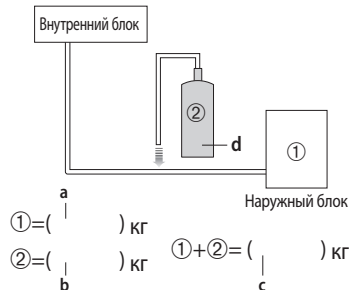 Внутренний блок
②
d
①
Наружный блок
a
①=( ) кг
①+②= ( ) кг
②=( ) кг
b
c